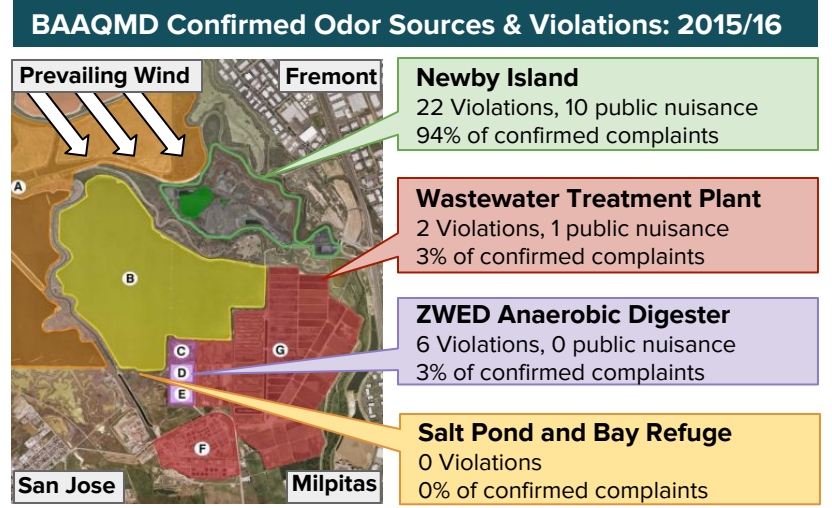 BAAQMD Confirmed Odor Sources & Violations: 2015/16
Prevailing Wind
Fremont
A
B
C
D
E
F
G
San Jose
Milpitas
Newby Island
22 Violations, 10 public nuisance
94% of confirmed complaints
Wastewater Treatment Plant
2 Violations, 1 public nuisance
3% of confirmed complaints
ZWED Anaerobic Digester
6 Violations, 0 public nuisance
3% of confirmed complaints
Salt Pond and Bay Refuge
0 Violations
0% of confirmed complaints